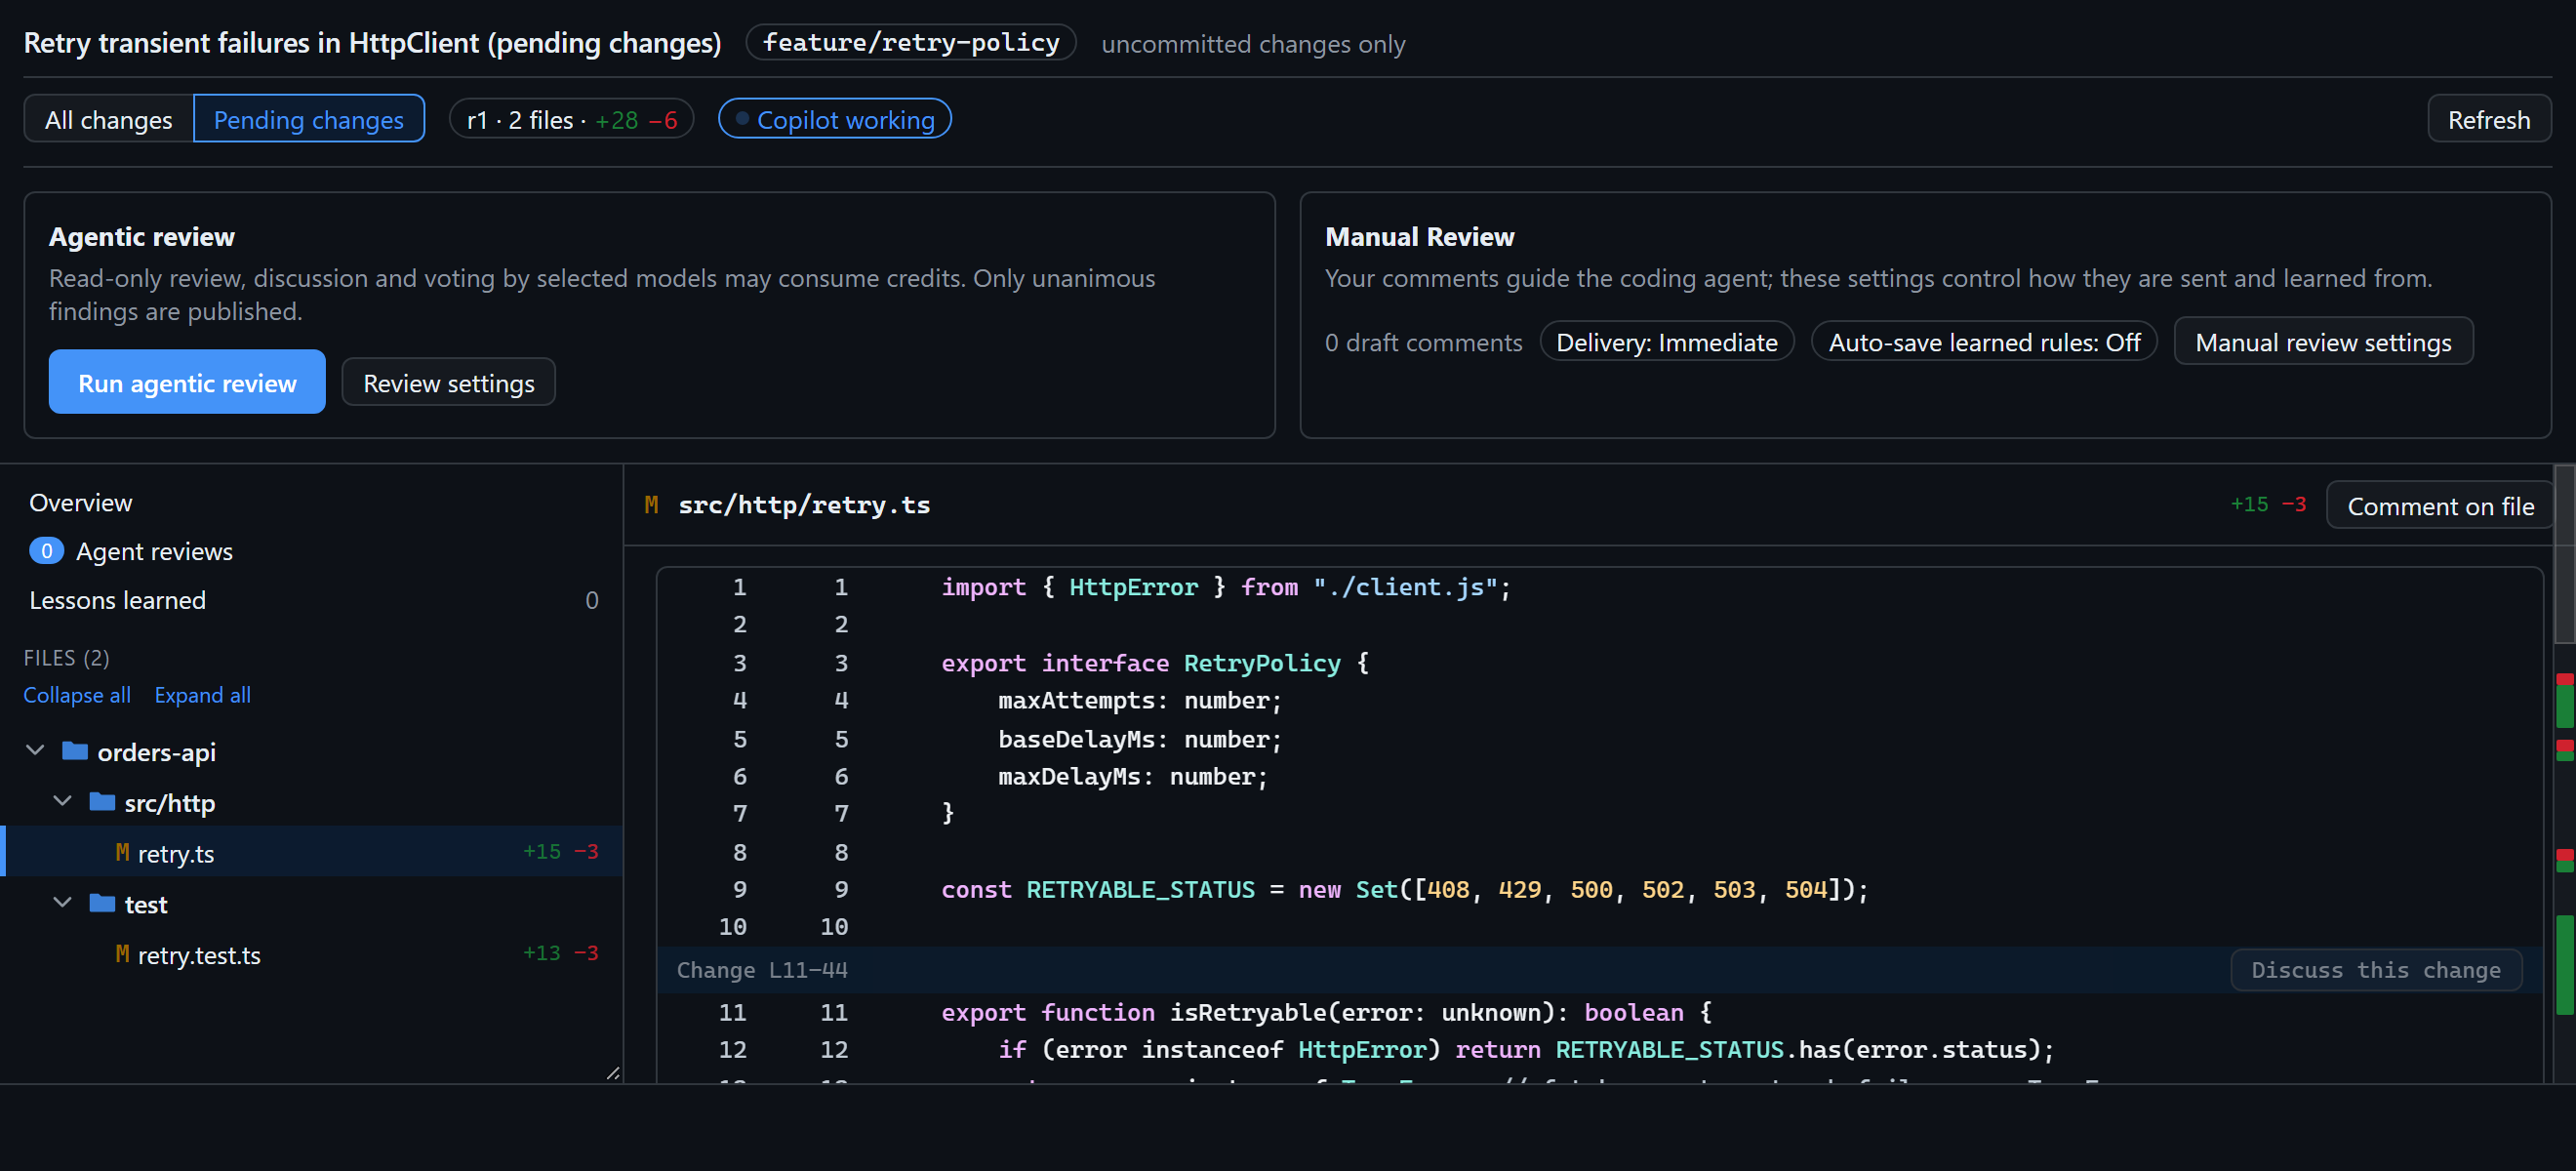 Retry transient failures in HttpClient (pending changes) feature/retry-policy uncommitted changes only
All changes Pending changes r1 · 2 files · +28 −6 Copilot working Refresh
Agentic review
Read-only review, discussion and voting by selected models may consume credits. Only unanimous
findings are published.
Run agentic review Review settings
Manual Review
Your comments guide the coding agent; these settings control how they are sent and learned from.
0 draft comments Delivery: Immediate Auto-save learned rules: Off Manual review settings
Overview
0 Agent reviews
Lessons learned 0
FILES (2)
Collapse all Expand all
orders-api
src/http
M retry.ts +15 −3
test
M retry.test.ts +13 −3
M src/http/retry.ts +15 −3 Comment on file
1 1 import { HttpError } from "./client.js";
2 2
3 3 export interface RetryPolicy {
4 4 maxAttempts: number;
5 5 baseDelayMs: number;
6 6 maxDelayMs: number;
7 7 }
8 8
9 9 const RETRYABLE_STATUS = new Set([408, 429, 500, 502, 503, 504]);
10 10
Change L11–44 Discuss this change
11 11 export function isRetryable(error: unknown): boolean {
12 12 if (error instanceof HttpError) return RETRYABLE_STATUS.has(error.status);